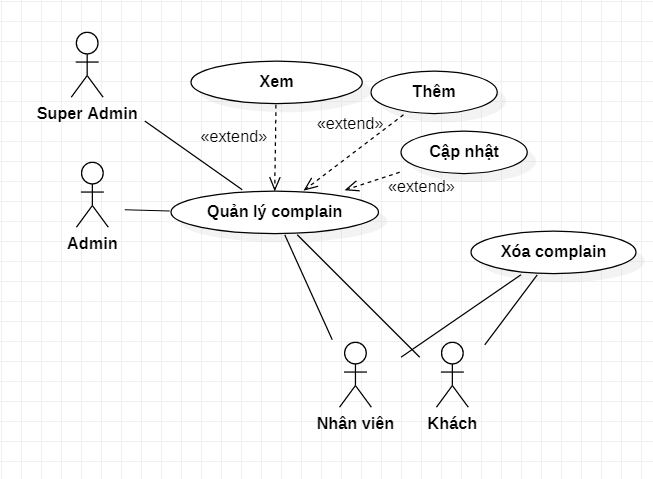 Super Admin
Xem
Thêm
«extend»
«extend»
Cập nhật
«extend»
Admin
Quản lý complain
Xóa complain
Nhân viên
Khách